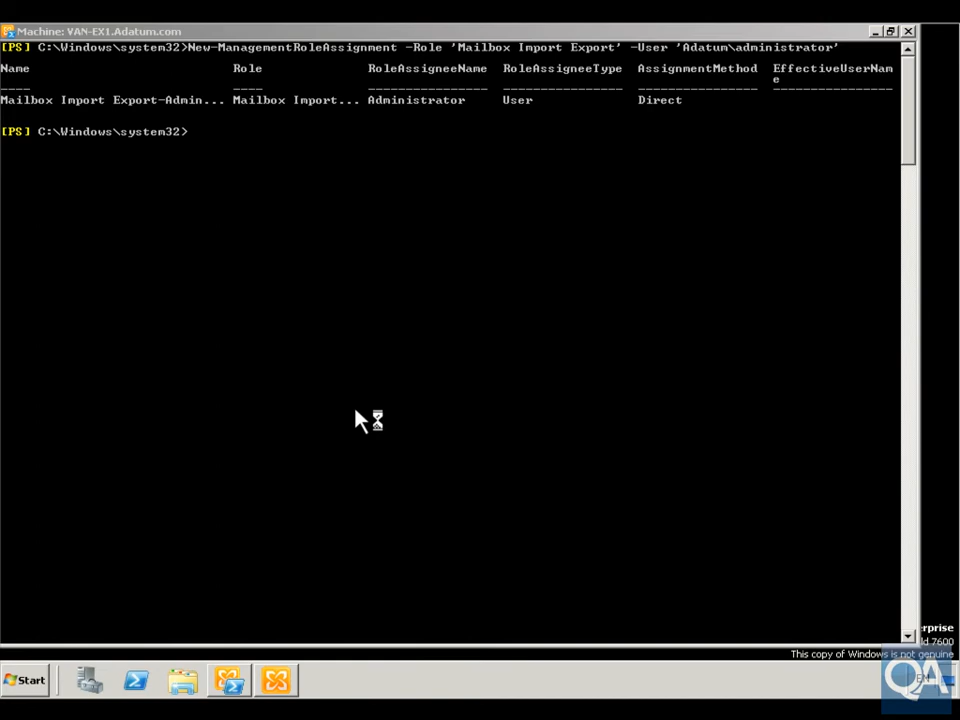 Machine: VAN-EX1.Adatum.com
[PS] C:\Windows\system32>New-ManagementRoleAssignment -Role 'Mailbox Import Export' -User 'Adatum\administrator'
Name Role RoleAssigneeName RoleAssigneeType AssignmentMethod EffectiveUserNam
e
---- ---- ---------------- ---------------- ---------------- ----------------
Mailbox Import Export-Admin... Mailbox Import... Administrator User Direct
[PS] C:\Windows\system32>
erprise
ld 7600
This copy of Windows is not genuine
Start
EN
QA